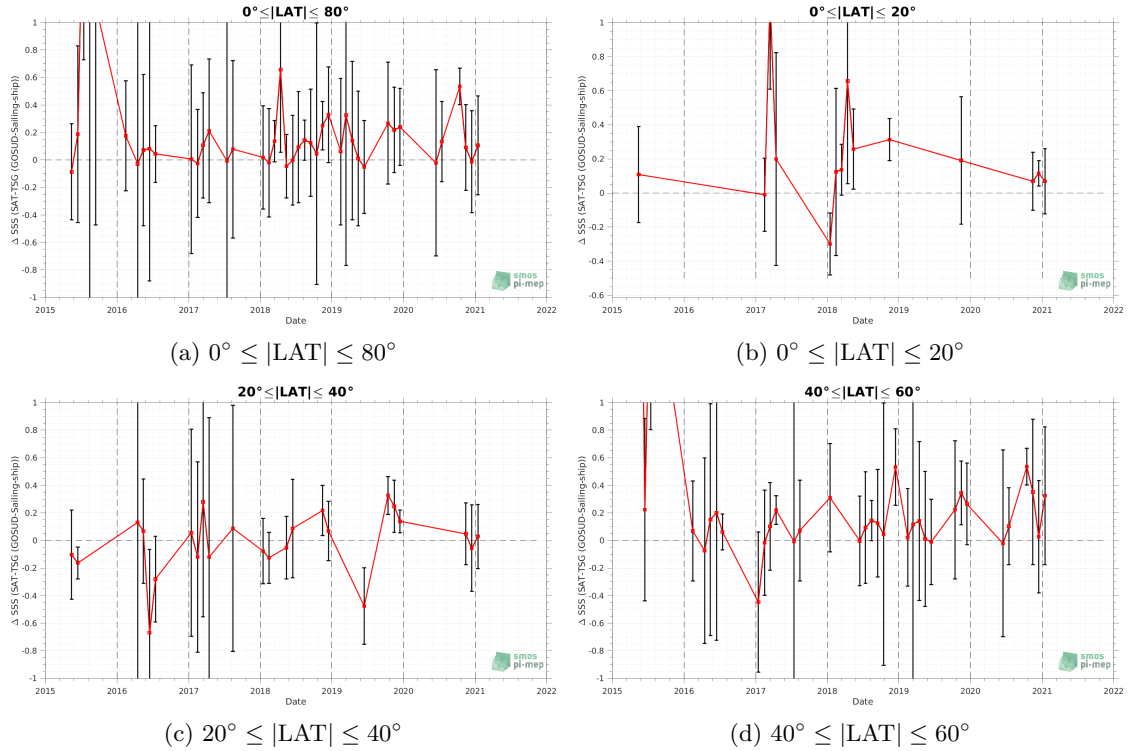 0°≤|LAT|≤ 80°
Δ SSS (SAT-TSG (GOSUD-Sailing-ship))
1
0.8
0.6
0.4
0.2
0
-0.2
-0.4
-0.6
-0.8
-1
2015 2016 2017 2018 2019 2020 2021 2022
Date
smos
pi-mep
(a) 0° ≤ |LAT| ≤ 80°
0°≤|LAT|≤ 20°
Δ SSS (SAT-TSG (GOSUD-Sailing-ship))
1
0.8
0.6
0.4
0.2
0
-0.2
-0.4
-0.6
2015 2016 2017 2018 2019 2020 2021 2022
Date
smos
pi-mep
(b) 0° ≤ |LAT| ≤ 20°
20°≤|LAT|≤ 40°
Δ SSS (SAT-TSG (GOSUD-Sailing-ship))
1
0.8
0.6
0.4
0.2
0
-0.2
-0.4
-0.6
-0.8
-1
2015 2016 2017 2018 2019 2020 2021 2022
Date
smos
pi-mep
(c) 20° ≤ |LAT| ≤ 40°
40°≤|LAT|≤ 60°
Δ SSS (SAT-TSG (GOSUD-Sailing-ship))
1
0.8
0.6
0.4
0.2
0
-0.2
-0.4
-0.6
-0.8
-1
2015 2016 2017 2018 2019 2020 2021 2022
Date
smos
pi-mep
(d) 40° ≤ |LAT| ≤ 60°